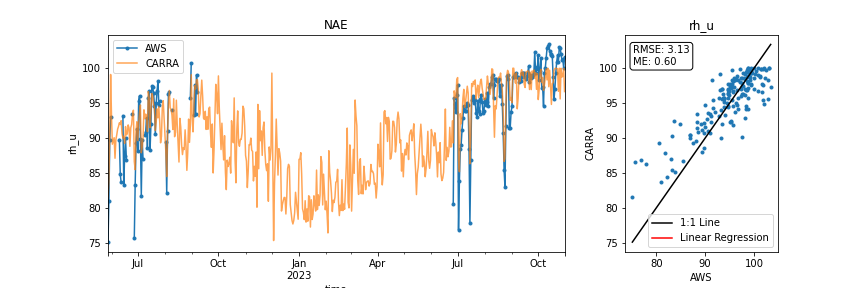 NAE
rh_u
AWS
CARRA
100
95
90
85
80
75
rh_u
Jul
Oct
Jan
2023
Apr
Jul
Oct
time
rh_u
RMSE: 3.13
ME: 0.60
100
95
90
85
80
75
CARRA
1:1 Line
Linear Regression
80
90
100
AWS